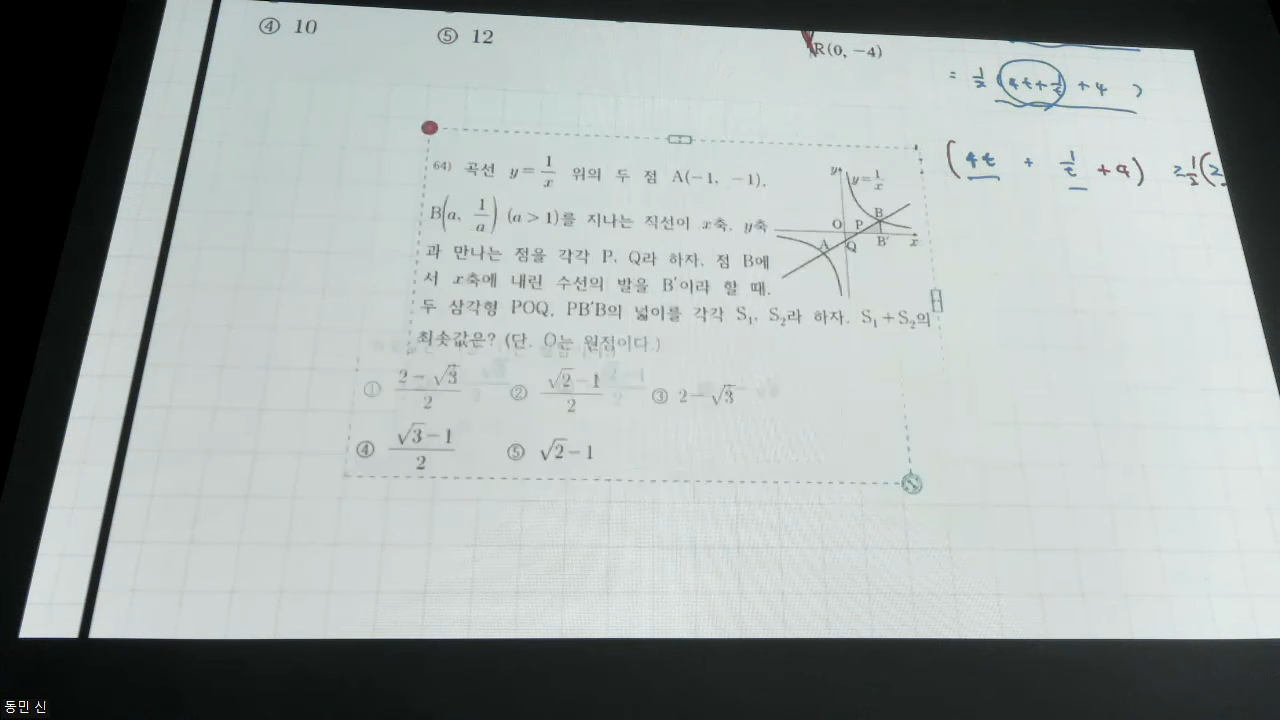 ④ 10
⑤ 12
R(0, −4)
= 1/2 (4t + 1/t + 4 )
(4t + 1/t + 4)
64) 곡선 y = 1/x 위의 두 점 A(−1, −1),
B(a, 1/a) (a > 1)를 지나는 직선이 x축, y축
과 만나는 점을 각각 P, Q라 하자. 점 B에
서 x축에 내린 수선의 발을 B′이라 할 때,
두 삼각형 POQ, PB′B의 넓이를 각각 S₁, S₂라 하자. S₁+S₂의
최솟값은? (단, O는 원점이다.)
y
y = 1/x
O
P
B
A
Q
B′
x
① (2−√3)/2
② (√2−1)/2
③ 2−√3
④ (√3−1)/2
⑤ √2−1
동민 신